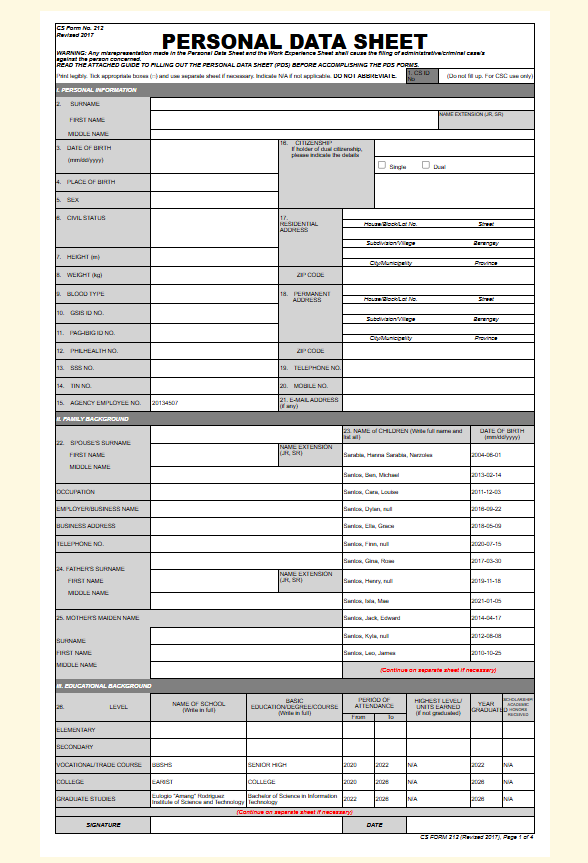 CS Form No. 212
Revised 2017
PERSONAL DATA SHEET
WARNING: Any misrepresentation made in the Personal Data Sheet and the Work Experience Sheet shall cause the filing of administrative/criminal case/s
against the person concerned.
READ THE ATTACHED GUIDE TO FILLING OUT THE PERSONAL DATA SHEET (PDS) BEFORE ACCOMPLISHING THE PDS FORMS.
Print legibly. Tick appropriate boxes (□) and use separate sheet if necessary. Indicate N/A if not applicable. DO NOT ABBREVIATE.
1. CS ID No
(Do not fill up. For CSC use only)
I. PERSONAL INFORMATION
2. SURNAME
FIRST NAME
NAME EXTENSION (JR, SR)
MIDDLE NAME
3. DATE OF BIRTH
(mm/dd/yyyy)
16. CITIZENSHIP
If holder of dual citizenship,
please indicate the details
Single
Dual
4. PLACE OF BIRTH
5. SEX
6. CIVIL STATUS
17.
RESIDENTIAL
ADDRESS
House/Block/Lot No. Street
Subdivision/Village Barangay
City/Municipality Province
7. HEIGHT (m)
8. WEIGHT (kg)
ZIP CODE
9. BLOOD TYPE
18. PERMANENT
ADDRESS
House/Block/Lot No. Street
10. GSIS ID NO.
Subdivision/Village Barangay
11. PAG-IBIG ID NO.
City/Municipality Province
12. PHILHEALTH NO.
ZIP CODE
13. SSS NO.
19. TELEPHONE NO.
14. TIN NO.
20. MOBILE NO.
15. AGENCY EMPLOYEE NO.
20134507
21. E-MAIL ADDRESS
(if any)
II. FAMILY BACKGROUND
22. SPOUSE'S SURNAME
FIRST NAME
MIDDLE NAME
NAME EXTENSION
(JR, SR)
23. NAME of CHILDREN (Write full name and
list all)
DATE OF BIRTH
(mm/dd/yyyy)
Sarabia, Hanna Sarabia, Narzoles 2004-06-01
Santos, Ben, Michael 2013-02-14
OCCUPATION
Santos, Cara, Louise 2011-12-03
EMPLOYER/BUSINESS NAME
Santos, Dylan, null 2016-09-22
BUSINESS ADDRESS
Santos, Ella, Grace 2018-05-09
TELEPHONE NO.
Santos, Finn, null 2020-07-15
Santos, Gina, Rose 2017-03-30
24. FATHER'S SURNAME
FIRST NAME
MIDDLE NAME
NAME EXTENSION
(JR, SR)
Santos, Henry, null 2019-11-18
Santos, Isla, Mae 2021-01-05
25. MOTHER'S MAIDEN NAME
Santos, Jack, Edward 2014-04-17
SURNAME
Santos, Kyla, null 2012-08-08
FIRST NAME
Santos, Leo, James 2010-10-25
MIDDLE NAME
(Continue on separate sheet if necessary)
III. EDUCATIONAL BACKGROUND
26. LEVEL
NAME OF SCHOOL
(Write in full)
BASIC
EDUCATION/DEGREE/COURSE
(Write in full)
PERIOD OF
ATTENDANCE
From To
HIGHEST LEVEL/
UNITS EARNED
(if not graduated)
YEAR
GRADUATED
SCHOLARSHIP/
ACADEMIC
HONORS
RECEIVED
ELEMENTARY
SECONDARY
VOCATIONAL/TRADE COURSE BBSHS SENIOR HIGH 2020 2022 N/A 2022 N/A
COLLEGE EARIST COLLEGE 2020 2026 N/A 2026 N/A
GRADUATE STUDIES Eulogio "Amang" Rodriguez Institute of Science and Technology Bachelor of Science in Information Technology 2022 2026 N/A 2026 N/A
(Continue on separate sheet if necessary)
SIGNATURE DATE
CS FORM 212 (Revised 2017), Page 1 of 4